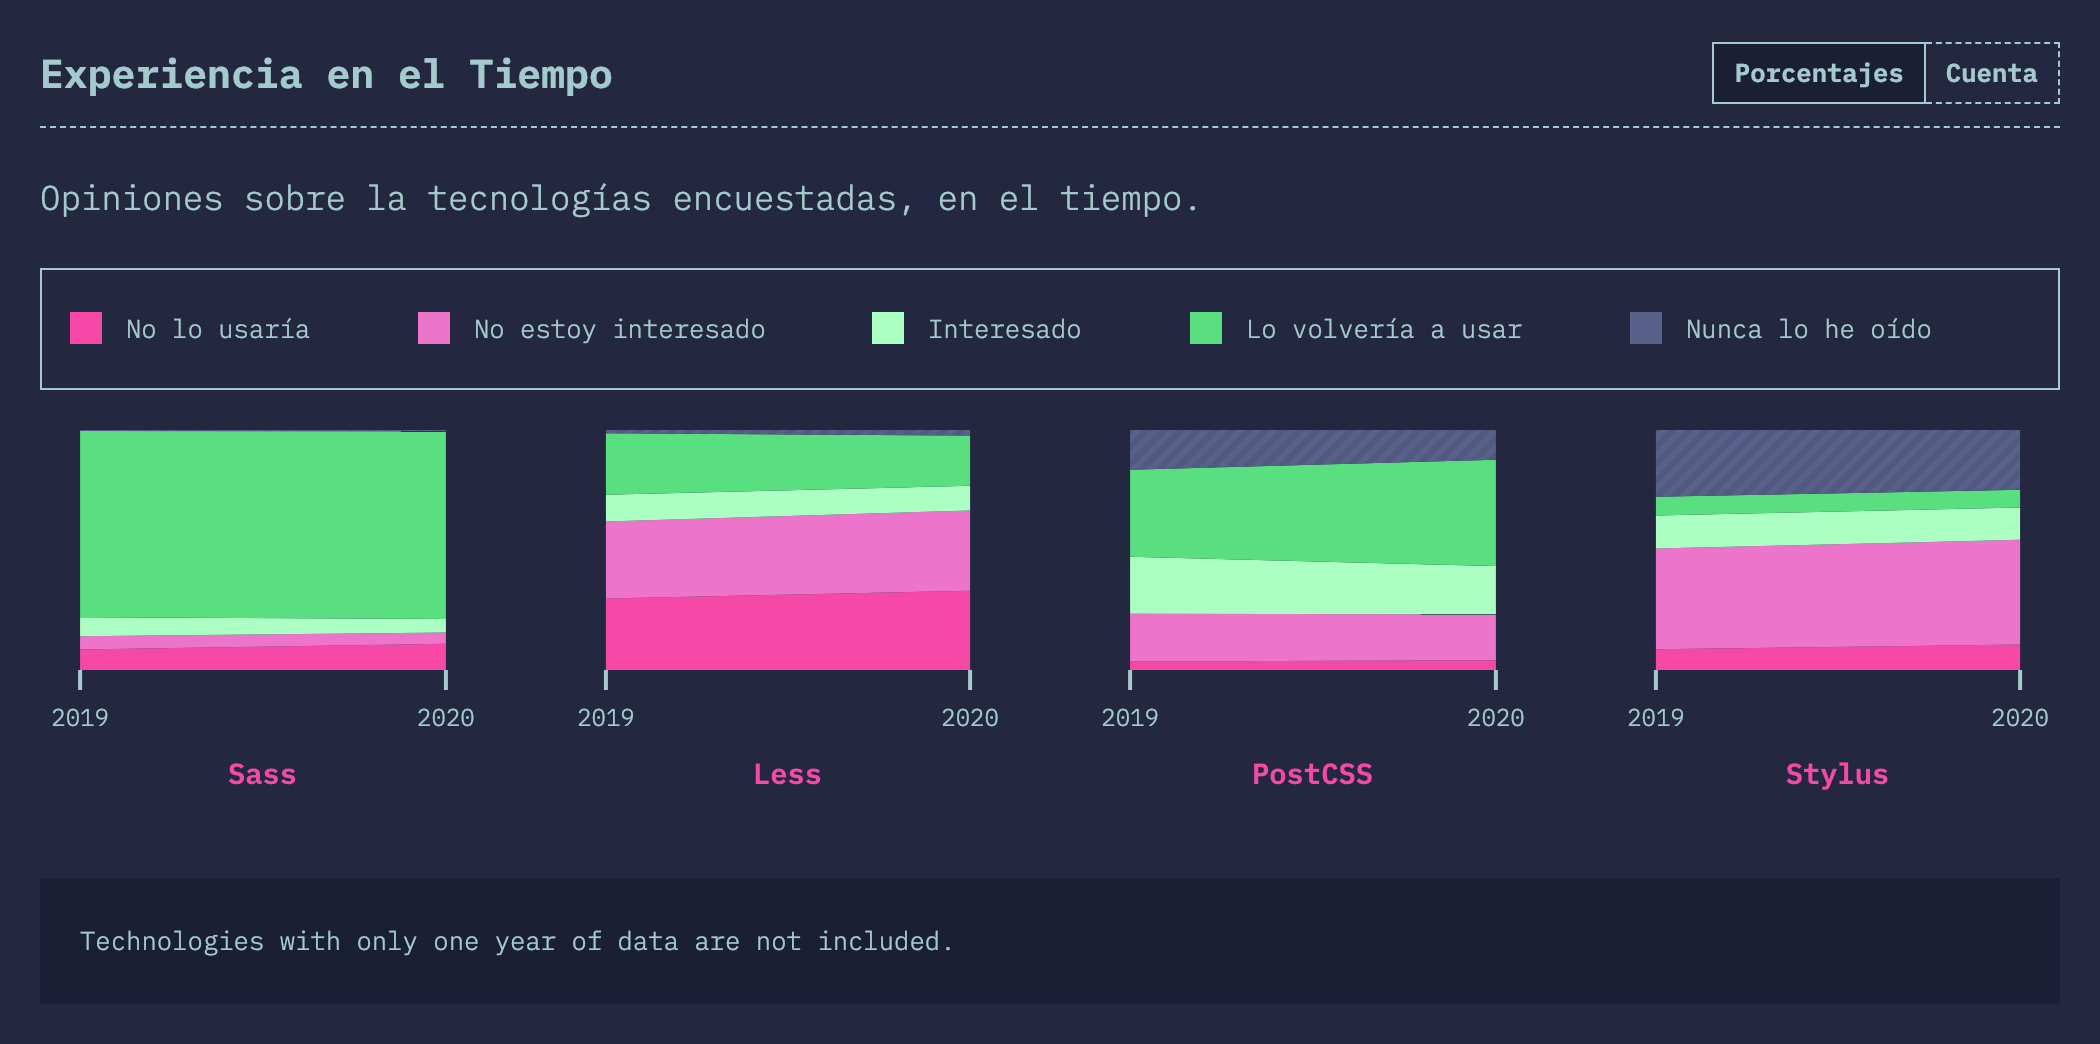 Experiencia en el Tiempo
Porcentajes
Cuenta
Opiniones sobre la tecnologías encuestadas, en el tiempo.
No lo usaría
No estoy interesado
Interesado
Lo volvería a usar
Nunca lo he oído
2019
2020
2019
2020
2019
2020
2019
2020
Sass
Less
PostCSS
Stylus
Technologies with only one year of data are not included.